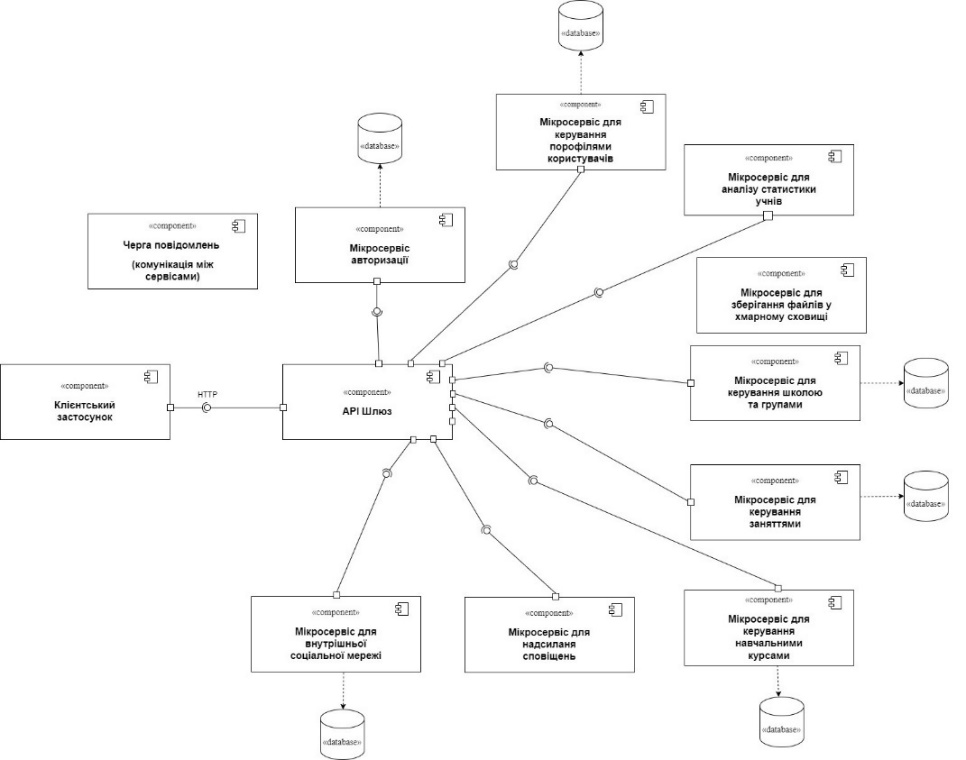 «database»
«component»
Мікросервіс для
керування
порофілями
користувачів
«database»
«component»
Мікросервіс для
аналізу статистики
учнів
«component»
Черга повідомлень
(комунікація між
сервісами)
«component»
Мікросервіс
авторизації
«component»
Мікросервіс для
зберігання файлів у
хмарному сховищі
«component»
Клієнтський
застосунок
HTTP
«component»
API Шлюз
«component»
Мікросервіс для
керування школою
та групами
«database»
«component»
Мікросервіс для
керування
заняттями
«database»
«component»
Мікросервіс для
внутрішньої
соціальної мережі
«component»
Мікросервіс для
надсиланя
сповіщень
«component»
Мікросервіс для
керування
навчальними
курсами
«database»
«database»